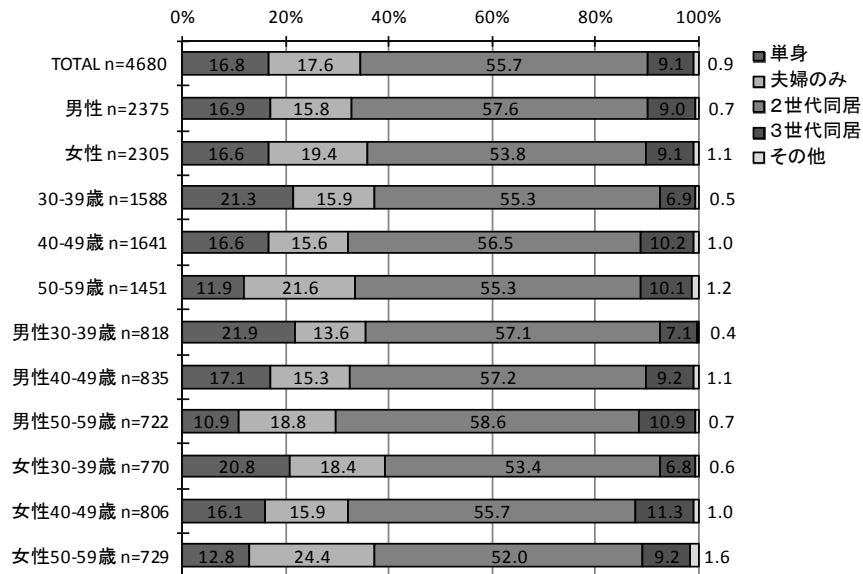 0% 20% 40% 60% 80% 100%
TOTAL n=4680 16.8 17.6 55.7 9.1 0.9
男性 n=2375 16.9 15.8 57.6 9.0 0.7
女性 n=2305 16.6 19.4 53.8 9.1 1.1
30-39歳 n=1588 21.3 15.9 55.3 6.9 0.5
40-49歳 n=1641 16.6 15.6 56.5 10.2 1.0
50-59歳 n=1451 11.9 21.6 55.3 10.1 1.2
男性30-39歳 n=818 21.9 13.6 57.1 7.1 0.4
男性40-49歳 n=835 17.1 15.3 57.2 9.2 1.1
男性50-59歳 n=722 10.9 18.8 58.6 10.9 0.7
女性30-39歳 n=770 20.8 18.4 53.4 6.8 0.6
女性40-49歳 n=806 16.1 15.9 55.7 11.3 1.0
女性50-59歳 n=729 12.8 24.4 52.0 9.2 1.6
単身
夫婦のみ
2世代同居
3世代同居
その他